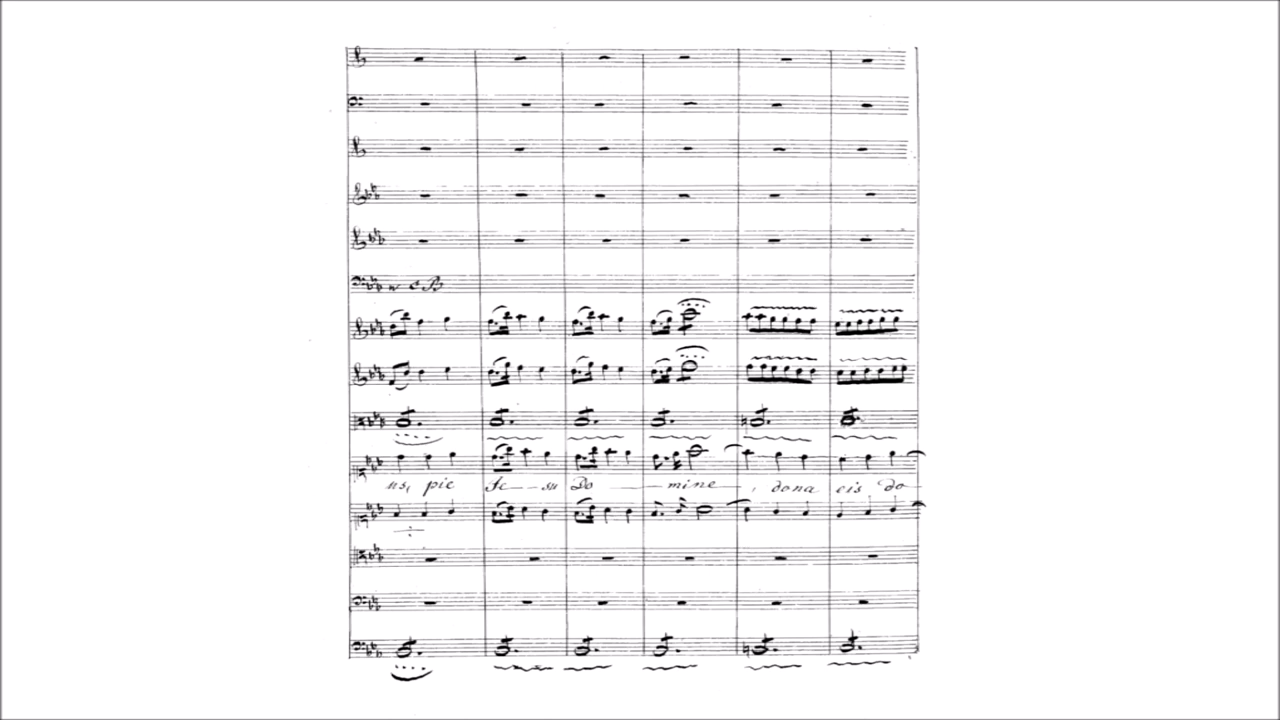 c B
us, pie Je – su Do – mine, dona eis do